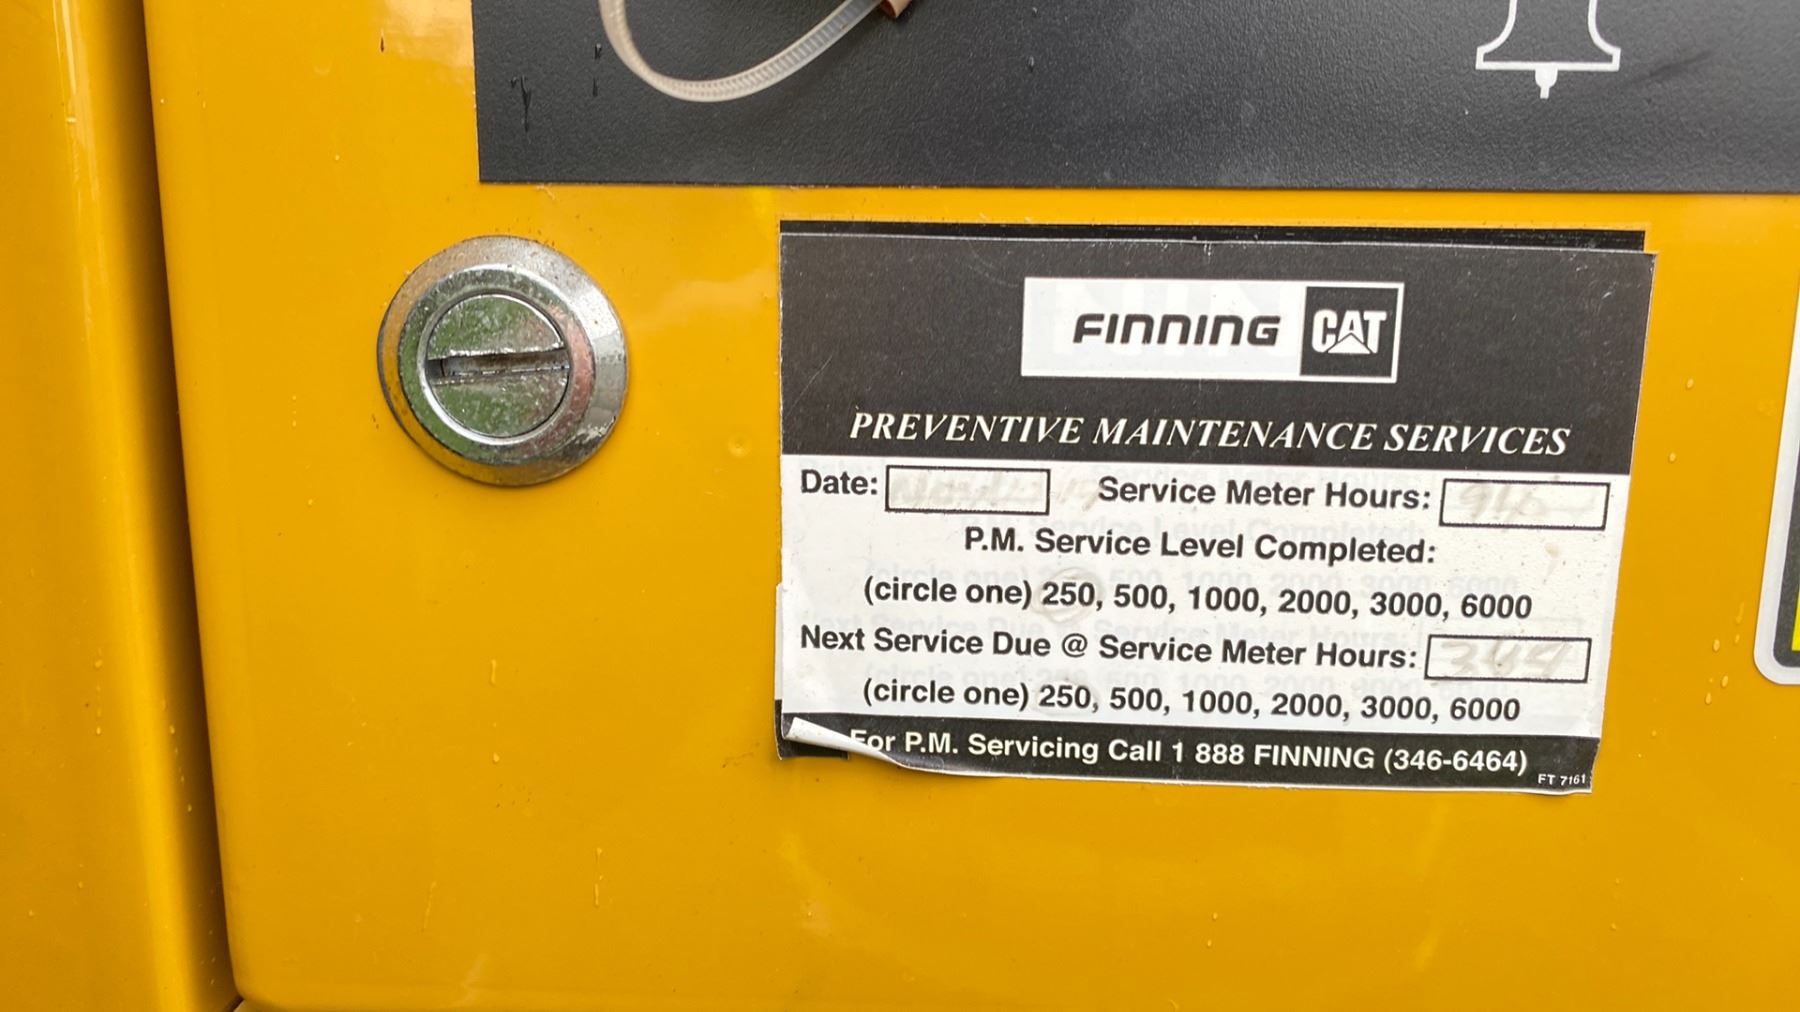 FINNING CAT
PREVENTIVE MAINTENANCE SERVICES
Date: Service Meter Hours:
P.M. Service Level Completed:
(circle one) 250, 500, 1000, 2000, 3000, 6000
Next Service Due @ Service Meter Hours:
(circle one) 250, 500, 1000, 2000, 3000, 6000
For P.M. Servicing Call 1 888 FINNING (346-6464)
FT 7161